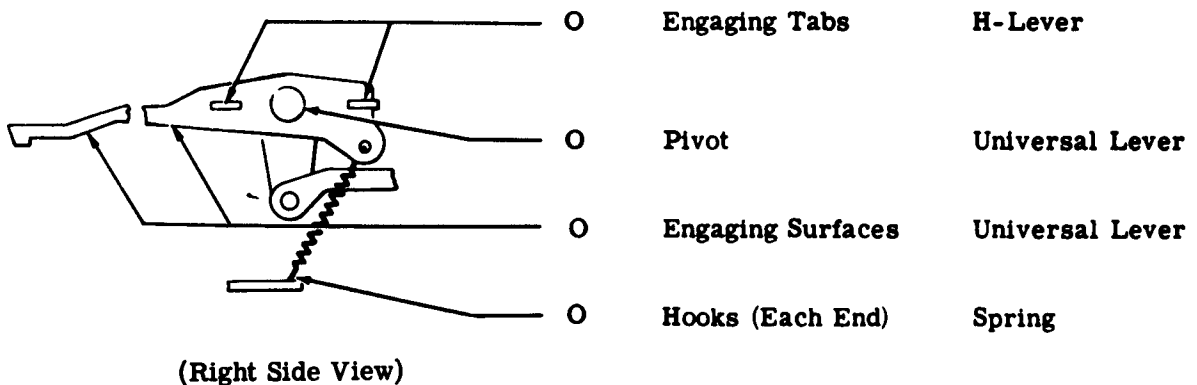 O Engaging Tabs H-Lever
O Pivot Universal Lever
O Engaging Surfaces Universal Lever
O Hooks (Each End) Spring
(Right Side View)